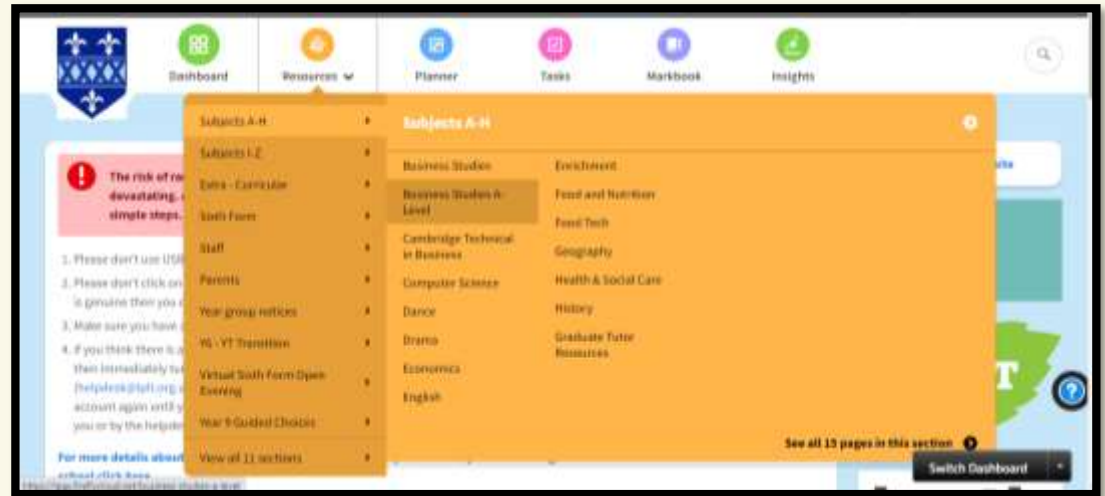 Dashboard
Resources
Planner
Tasks
Markbook
Insights
Subjects A-H
Subjects I-Z
Extra - Curricular
Sixth Form
Staff
Parents
Year group notices
Y6 - Y7 Transition
Virtual Sixth Form Open
Evening
Year 9 Guided Choices
View all 11 sections
Subjects A-H
Business Studies
Business Studies A-
Level
Cambridge Technical
in Business
Computer Science
Dance
Drama
Economics
English
Enrichment
Food and Nutrition
Food Tech
Geography
Health & Social Care
History
Graduate Tutor
Resources
See all 15 pages in this section
The risk of
devastating.
simple steps.
1. Please don't use USB
2. Please don't click on
is genuine then you
3. Make sure you have
4. If you think there is a
then immediately
account again until
you or by the helpdesk
For more details about
school click here
Switch Dashboard